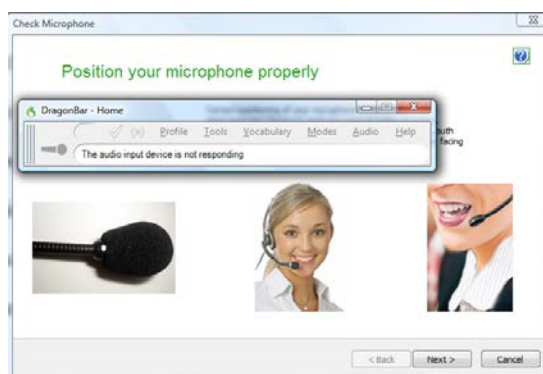 Check Microphone
Position your microphone properly
DragonBar - Home
Profile Tools Vocabulary Modes Audio Help
The audio input device is not responding
facing
< Back Next > Cancel